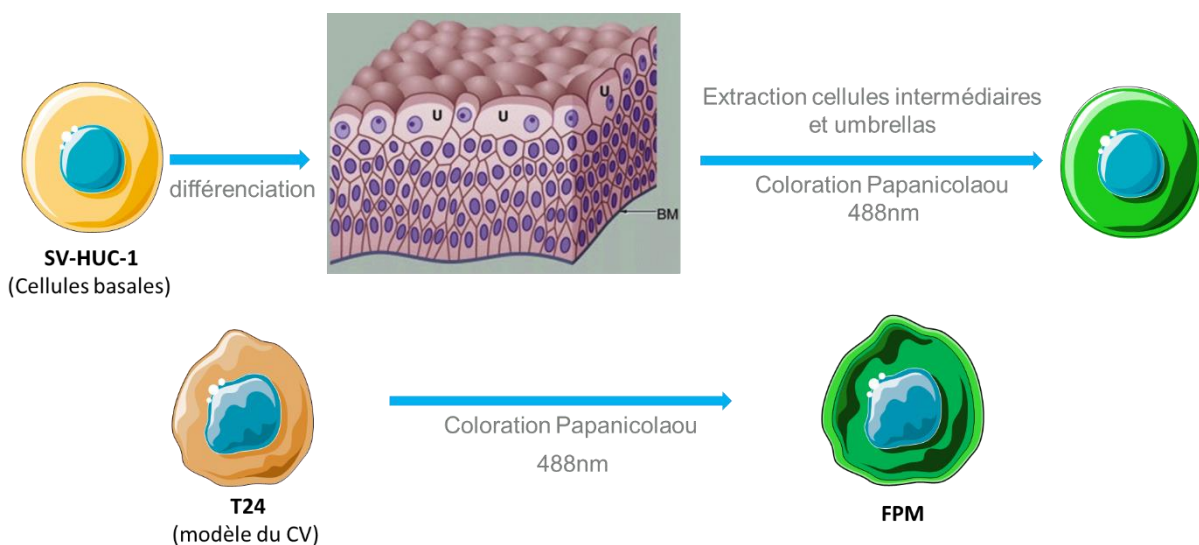 différenciation
SV-HUC-1
(Cellules basales)
U
U
U
BM
Extraction cellules intermédiaires
et umbrellas
Coloration Papanicolaou
488nm
T24
(modèle du CV)
Coloration Papanicolaou
488nm
FPM